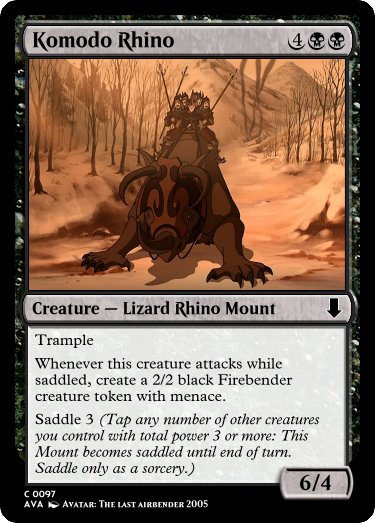 Komodo Rhino 4
Creature — Lizard Rhino Mount
Trample
Whenever this creature attacks while
saddled, create a 2/2 black Firebender
creature token with menace.
Saddle 3 (Tap any number of other creatures
you control with total power 3 or more: This
Mount becomes saddled until end of turn.
Saddle only as a sorcery.)
6/4
C 0097
AVA Avatar: The last airbender 2005